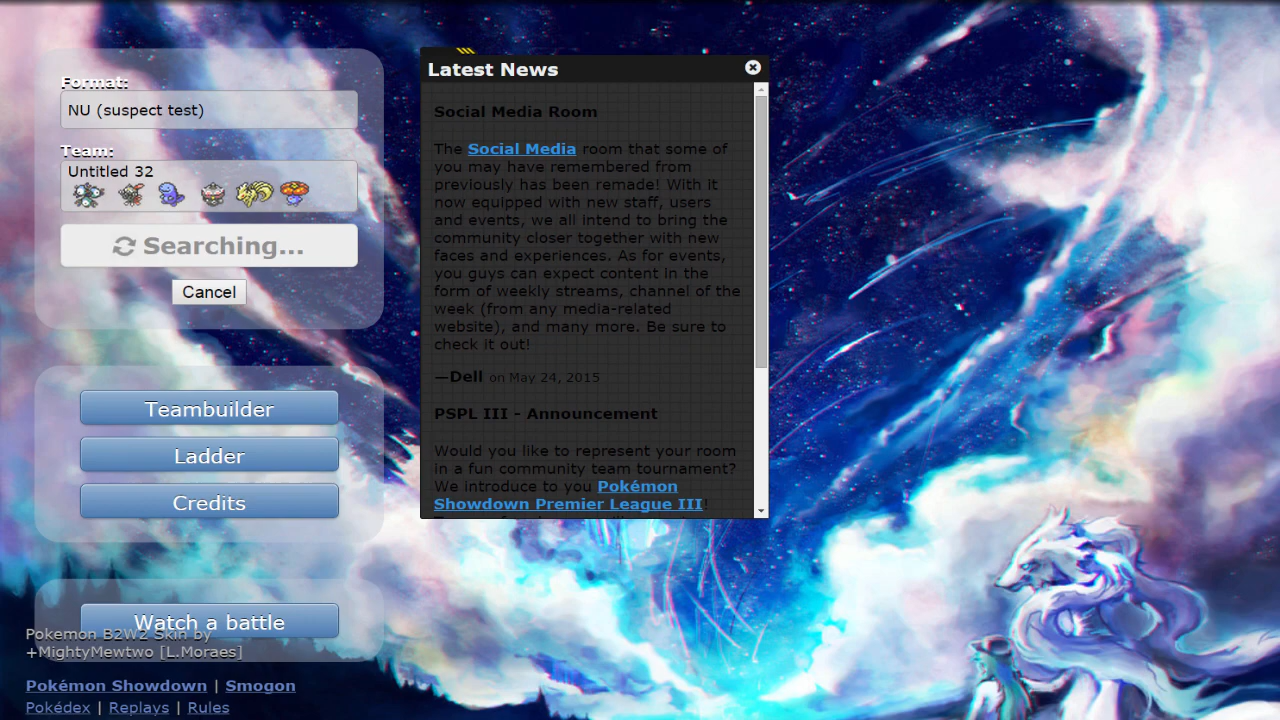 Format:
NU (suspect test)
Team:
Untitled 32
Searching...
Cancel
Teambuilder
Ladder
Credits
Watch a battle
Pokemon B2W2 Skin by
+MightyMewtwo [L.Moraes]
Pokémon Showdown | Smogon
Pokédex | Replays | Rules
Latest News
Social Media Room
The Social Media room that some of
you may have remembered from
previously has been remade! With it
now equipped with new staff, users
and events, we all intend to bring the
community closer together with new
faces and experiences. As for events,
you guys can expect content in the
form of weekly streams, channel of the
week (from any media-related
website), and many more. Be sure to
check it out!
—Dell on May 24, 2015
PSPL III - Announcement
Would you like to represent your room
in a fun community team tournament?
We introduce to you Pokémon
Showdown Premier League III!